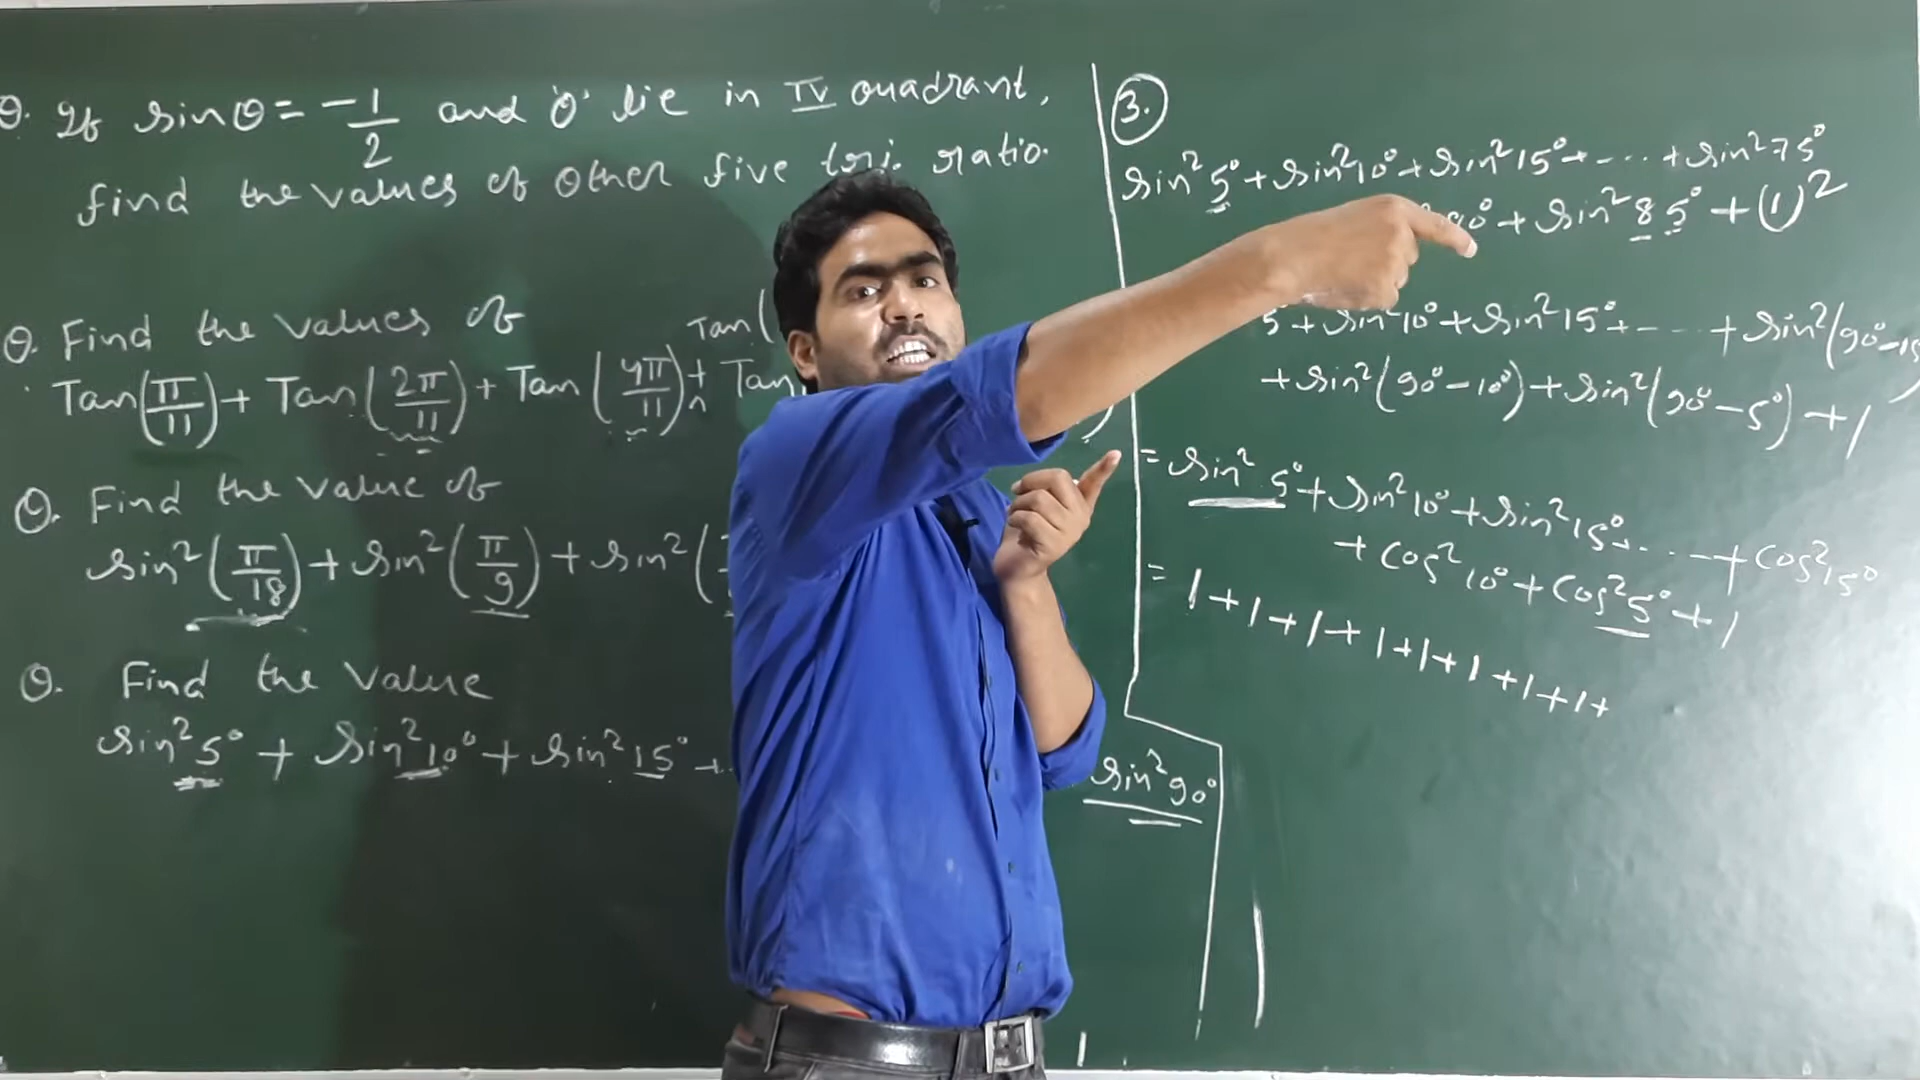 Q. If sinθ = -1/2 and 'θ' lie in IV quadrant,
find the values of other five tri. ratio.
Q. Find the values of
Tan(
Tan(π/11) + Tan(2π/11) + Tan(4π/11) + Tan
Q. Find the value of
sin²(π/18) + sin²(π/9) + sin²(
Q. Find the value
sin²5° + sin²10° + sin²15° +
sin²90°
3.
sin²5° + sin²10° + sin²15° + --- + sin²75°
+ sin²85° + (1)²
5 + sin²10° + sin²15° + --- + sin²(90°-15
+ sin²(90°-10°) + sin²(90°-5°) + 1
= sin²5° + sin²10° + sin²15° + --- + cos²15°
+ cos²10° + cos²5° + 1
= 1+1+1+1+1+1+1+1+